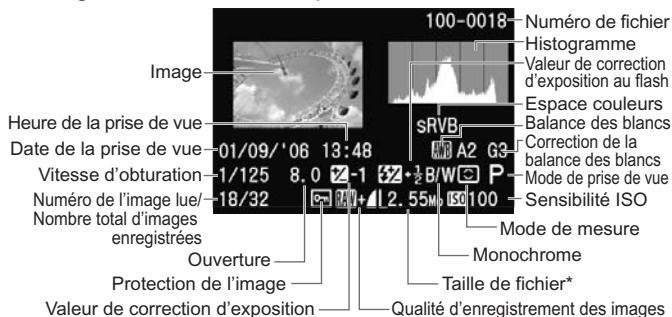 100-0018
Numéro de fichier
Histogramme
Valeur de correction
d'exposition au flash
Image
Espace couleurs
sRVB
Balance des blancs
Heure de la prise de vue
Date de la prise de vue
01/09/'06 13:48
AWB A2 G3
Correction de la
balance des blancs
Vitesse d'obturation
1/125 8.0 -1 +½ B/W P
Mode de prise de vue
Numéro de l'image lue/
Nombre total d'images
enregistrées
18/32
RAW+ L 2.55MB ISO 100
Sensibilité ISO
Mode de mesure
Ouverture
Monochrome
Protection de l'image
Taille de fichier*
Valeur de correction d'exposition
Qualité d'enregistrement des images